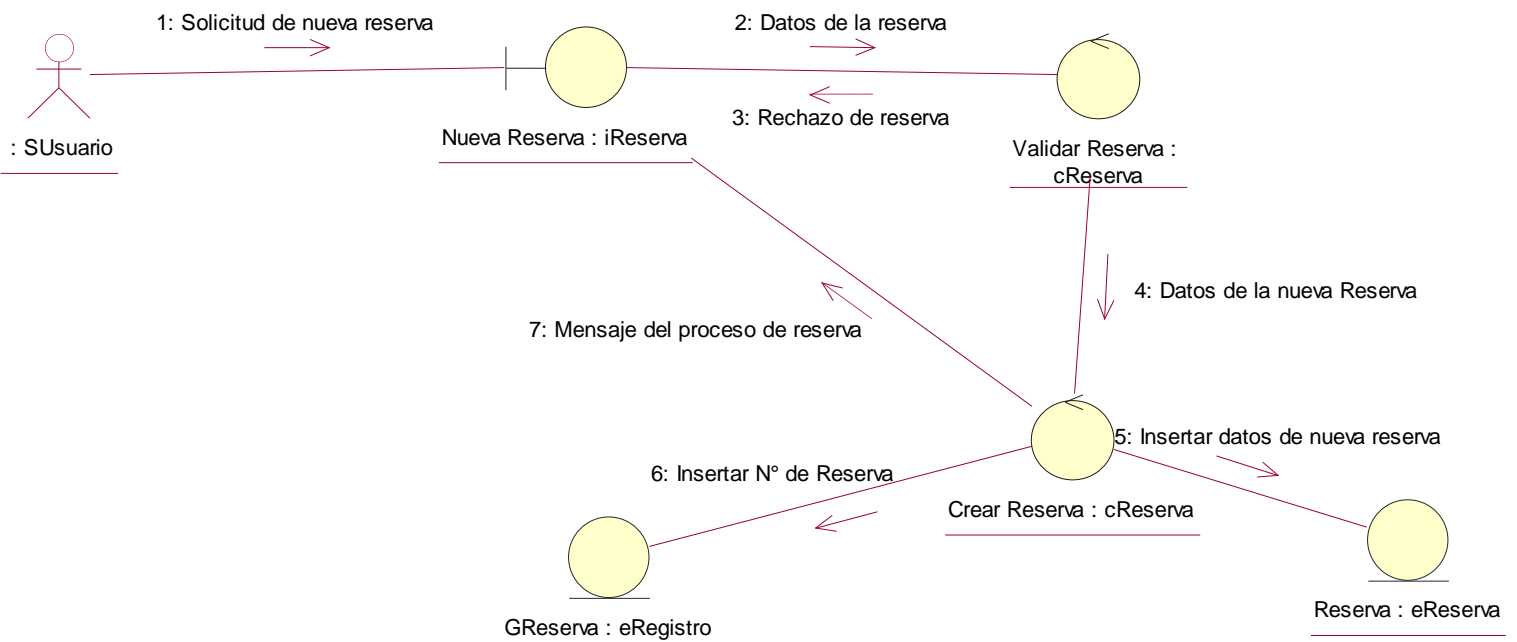 1: Solicitud de nueva reserva
2: Datos de la reserva
3: Rechazo de reserva
: SUsuario
Nueva Reserva : iReserva
Validar Reserva :
cReserva
4: Datos de la nueva Reserva
7: Mensaje del proceso de reserva
5: Insertar datos de nueva reserva
6: Insertar N° de Reserva
Crear Reserva : cReserva
GReserva : eRegistro
Reserva : eReserva